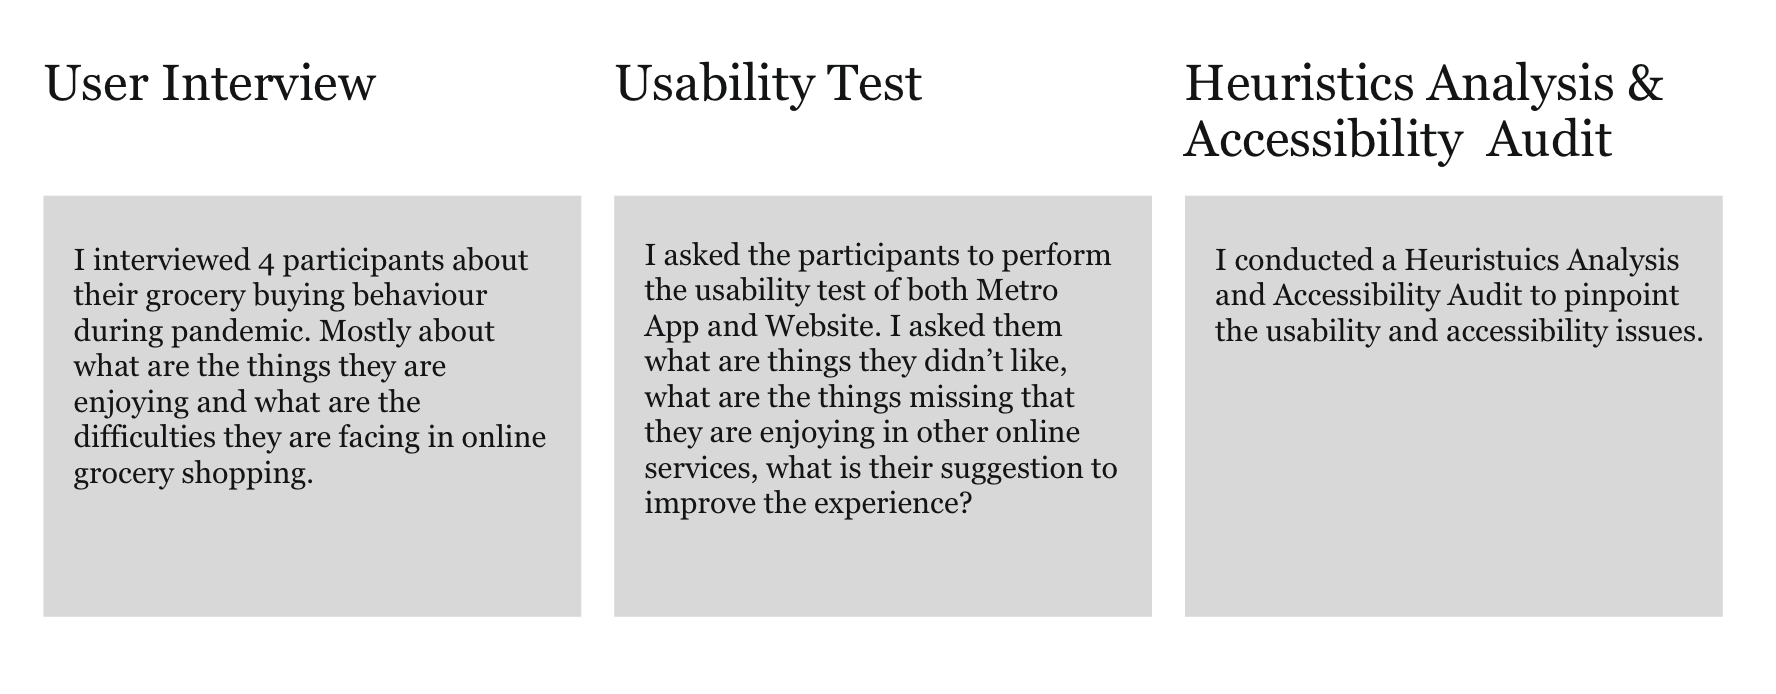 User Interview
I interviewed 4 participants about
their grocery buying behaviour
during pandemic. Mostly about
what are the things they are
enjoying and what are the
difficulties they are facing in online
grocery shopping.
Usability Test
I asked the participants to perform
the usability test of both Metro
App and Website. I asked them
what are things they didn’t like,
what are the things missing that
they are enjoying in other online
services, what is their suggestion to
improve the experience?
Heuristics Analysis &
Accessibility  Audit
I conducted a Heuristuics Analysis
and Accessibility Audit to pinpoint
the usability and accessibility issues.